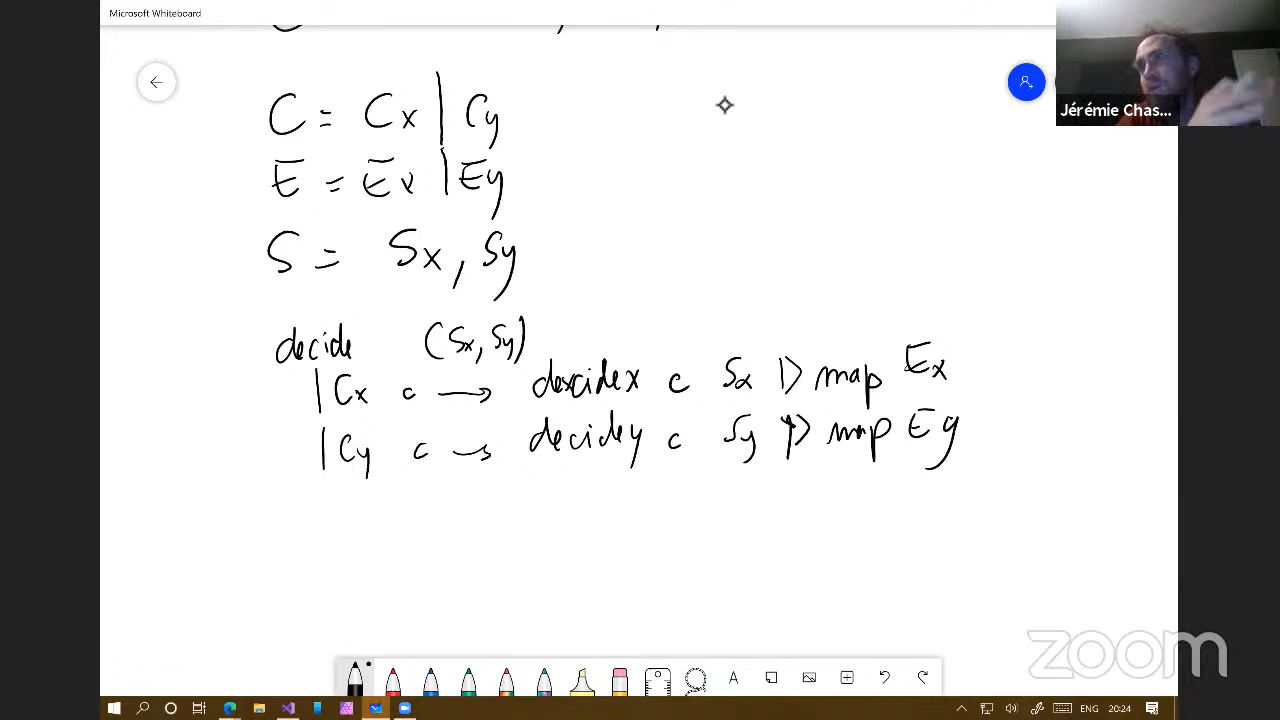 Microsoft Whiteboard
Jérémie Chas...
C = Cx | Cy
E = Ex | Ey
S = Sx, Sy
decide (Sx, Sy)
| Cx c → decidex c Sx |> map Ex
| Cy c → decidey c Sy |> map Ey
zoom
A
ENG 20:24